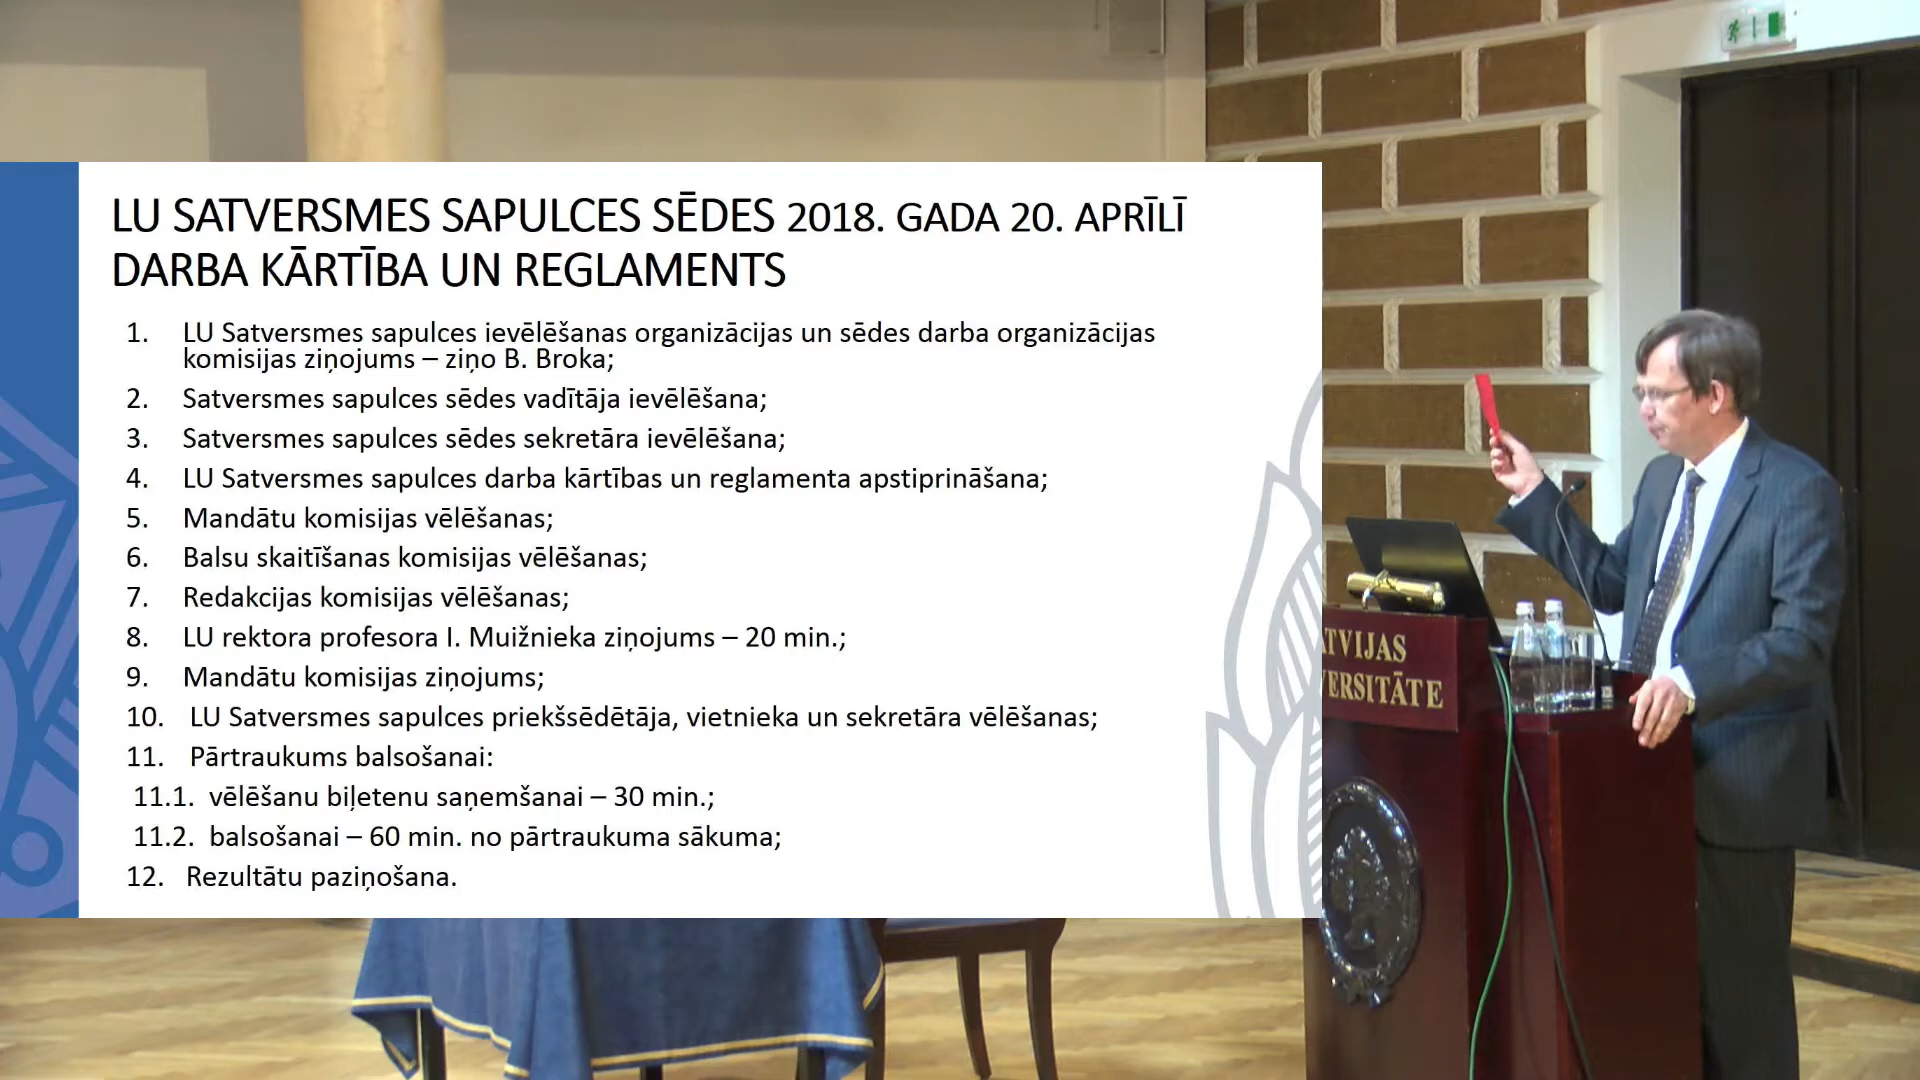 LU SATVERSMES SAPULCES SĒDES 2018. GADA 20. APRĪLĪ
DARBA KĀRTĪBA UN REGLAMENTS
1. LU Satversmes sapulces ievēlēšanas organizācijas un sēdes darba organizācijas
komisijas ziņojums – ziņo B. Broka;
2. Satversmes sapulces sēdes vadītāja ievēlēšana;
3. Satversmes sapulces sēdes sekretāra ievēlēšana;
4. LU Satversmes sapulces darba kārtības un reglamenta apstiprināšana;
5. Mandātu komisijas vēlēšanas;
6. Balsu skaitīšanas komisijas vēlēšanas;
7. Redakcijas komisijas vēlēšanas;
8. LU rektora profesora I. Muižnieka ziņojums – 20 min.;
9. Mandātu komisijas ziņojums;
10. LU Satversmes sapulces priekšsēdētāja, vietnieka un sekretāra vēlēšanas;
11. Pārtraukums balsošanai:
11.1. vēlēšanu biļetenu saņemšanai – 30 min.;
11.2. balsošanai – 60 min. no pārtraukuma sākuma;
12. Rezultātu paziņošana.
ATVIJAS
VERSITĀTE